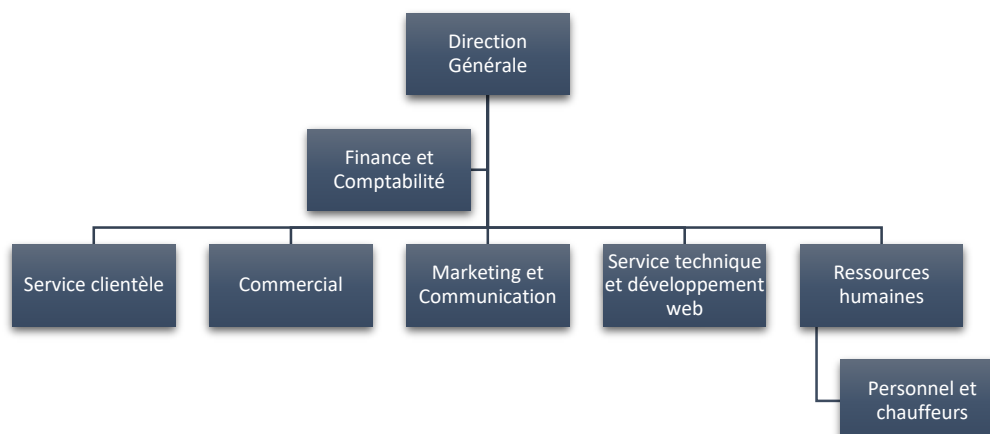 Direction
Générale
Finance et
Comptabilité
Service clientèle
Commercial
Marketing et
Communication
Service technique
et développement
web
Ressources
humaines
Personnel et
chauffeurs